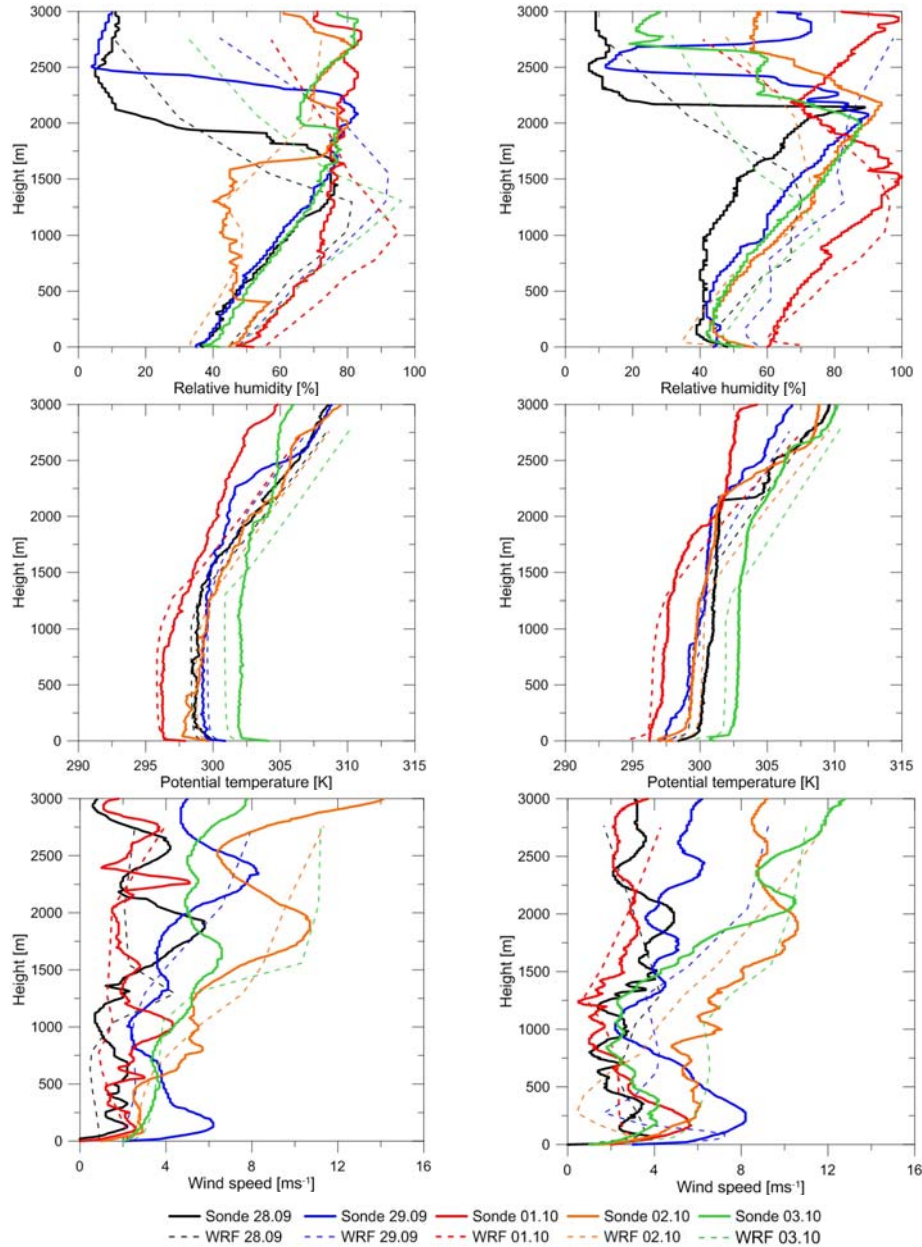 3000 3000
2500 2500
2000 2000
1500 1500
1000 1000
500 500
0 0
Height [m] Height [m]
0 20 40 60 80 100 0 20 40 60 80 100
Relative humidity [%] Relative humidity [%]
3000 3000
2500 2500
2000 2000
1500 1500
1000 1000
500 500
0 0
Height [m] Height [m]
290 295 300 305 310 315 290 295 300 305 310 315
Potential temperature [K] Potential temperature [K]
3000 3000
2500 2500
2000 2000
1500 1500
1000 1000
500 500
0 0
Height [m] Height [m]
0 4 8 12 16 0 4 8 12 16
Wind speed [ms⁻¹] Wind speed [ms⁻¹]
Sonde 28.09 Sonde 29.09 Sonde 01.10 Sonde 02.10 Sonde 03.10
WRF 28.09 WRF 29.09 WRF 01.10 WRF 02.10 WRF 03.10